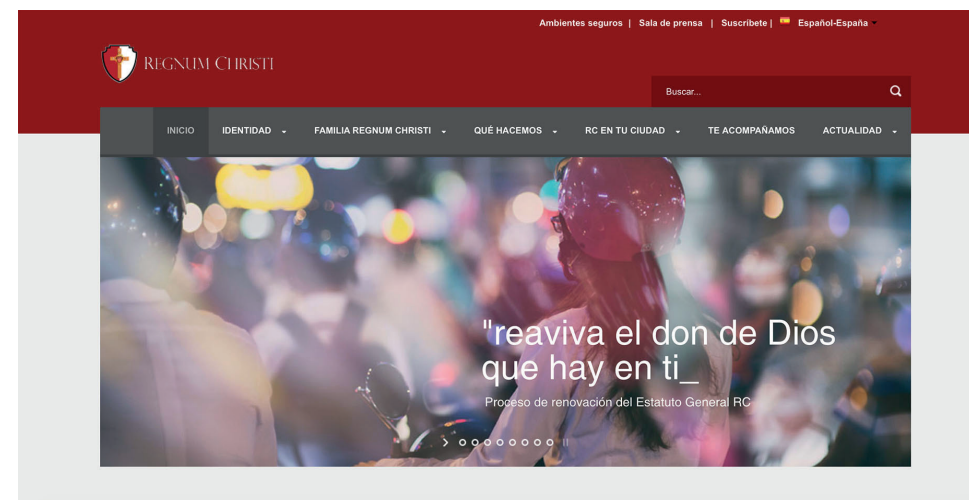 Ambientes seguros | Sala de prensa | Suscríbete | Español-España
REGNUM CHRISTI
Buscar...
INICIO IDENTIDAD FAMILIA REGNUM CHRISTI QUÉ HACEMOS RC EN TU CIUDAD TE ACOMPAÑAMOS ACTUALIDAD
"reaviva el don de Dios
que hay en ti_
Proceso de renovación del Estatuto General RC